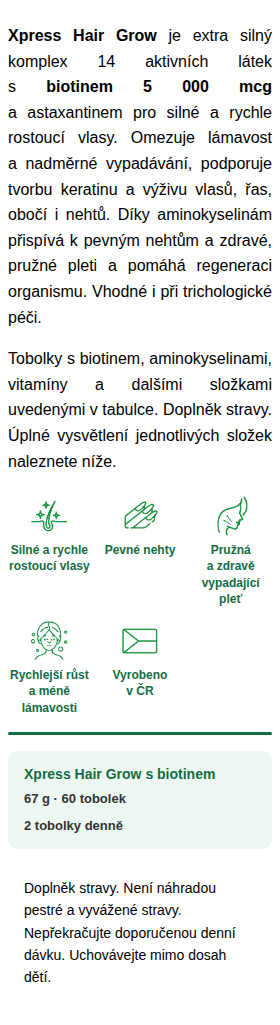 Xpress Hair Grow je extra silný
komplex 14 aktivních látek
s biotinem 5 000 mcg
a astaxantinem pro silné a rychle
rostoucí vlasy. Omezuje lámavost
a nadměrné vypadávání, podporuje
tvorbu keratinu a výživu vlasů, řas,
obočí i nehtů. Díky aminokyselinám
přispívá k pevným nehtům a zdravé,
pružné pleti a pomáhá regeneraci
organismu. Vhodné i při trichologické
péči.
Tobolky s biotinem, aminokyselinami,
vitamíny a dalšími složkami
uvedenými v tabulce. Doplněk stravy.
Úplné vysvětlení jednotlivých složek
naleznete níže.
Silné a rychle
rostoucí vlasy
Pevné nehty
Pružná
a zdravě
vypadající
pleť
Rychlejší růst
a méně
lámavosti
Vyrobeno
v ČR
Xpress Hair Grow s biotinem
67 g · 60 tobolek
2 tobolky denně
Doplněk stravy. Není náhradou
pestré a vyvážené stravy.
Nepřekračujte doporučenou denní
dávku. Uchovávejte mimo dosah
dětí.